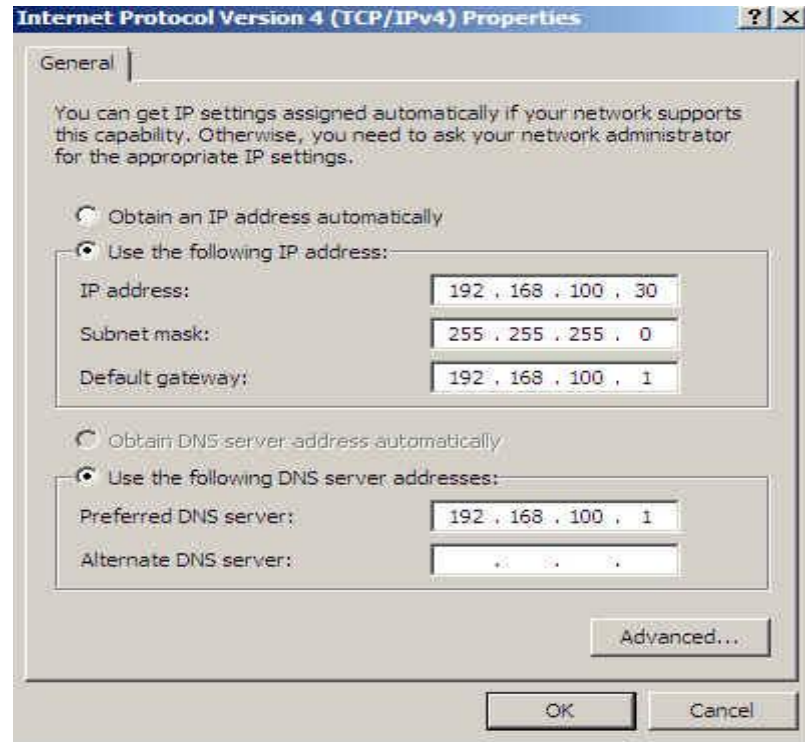 Internet Protocol Version 4 (TCP/IPv4) Properties
General
You can get IP settings assigned automatically if your network supports
this capability. Otherwise, you need to ask your network administrator
for the appropriate IP settings.
Obtain an IP address automatically
Use the following IP address:
IP address: 192 . 168 . 100 . 30
Subnet mask: 255 . 255 . 255 . 0
Default gateway: 192 . 168 . 100 . 1
Obtain DNS server address automatically
Use the following DNS server addresses:
Preferred DNS server: 192 . 168 . 100 . 1
Alternate DNS server: . . .
Advanced...
OK Cancel